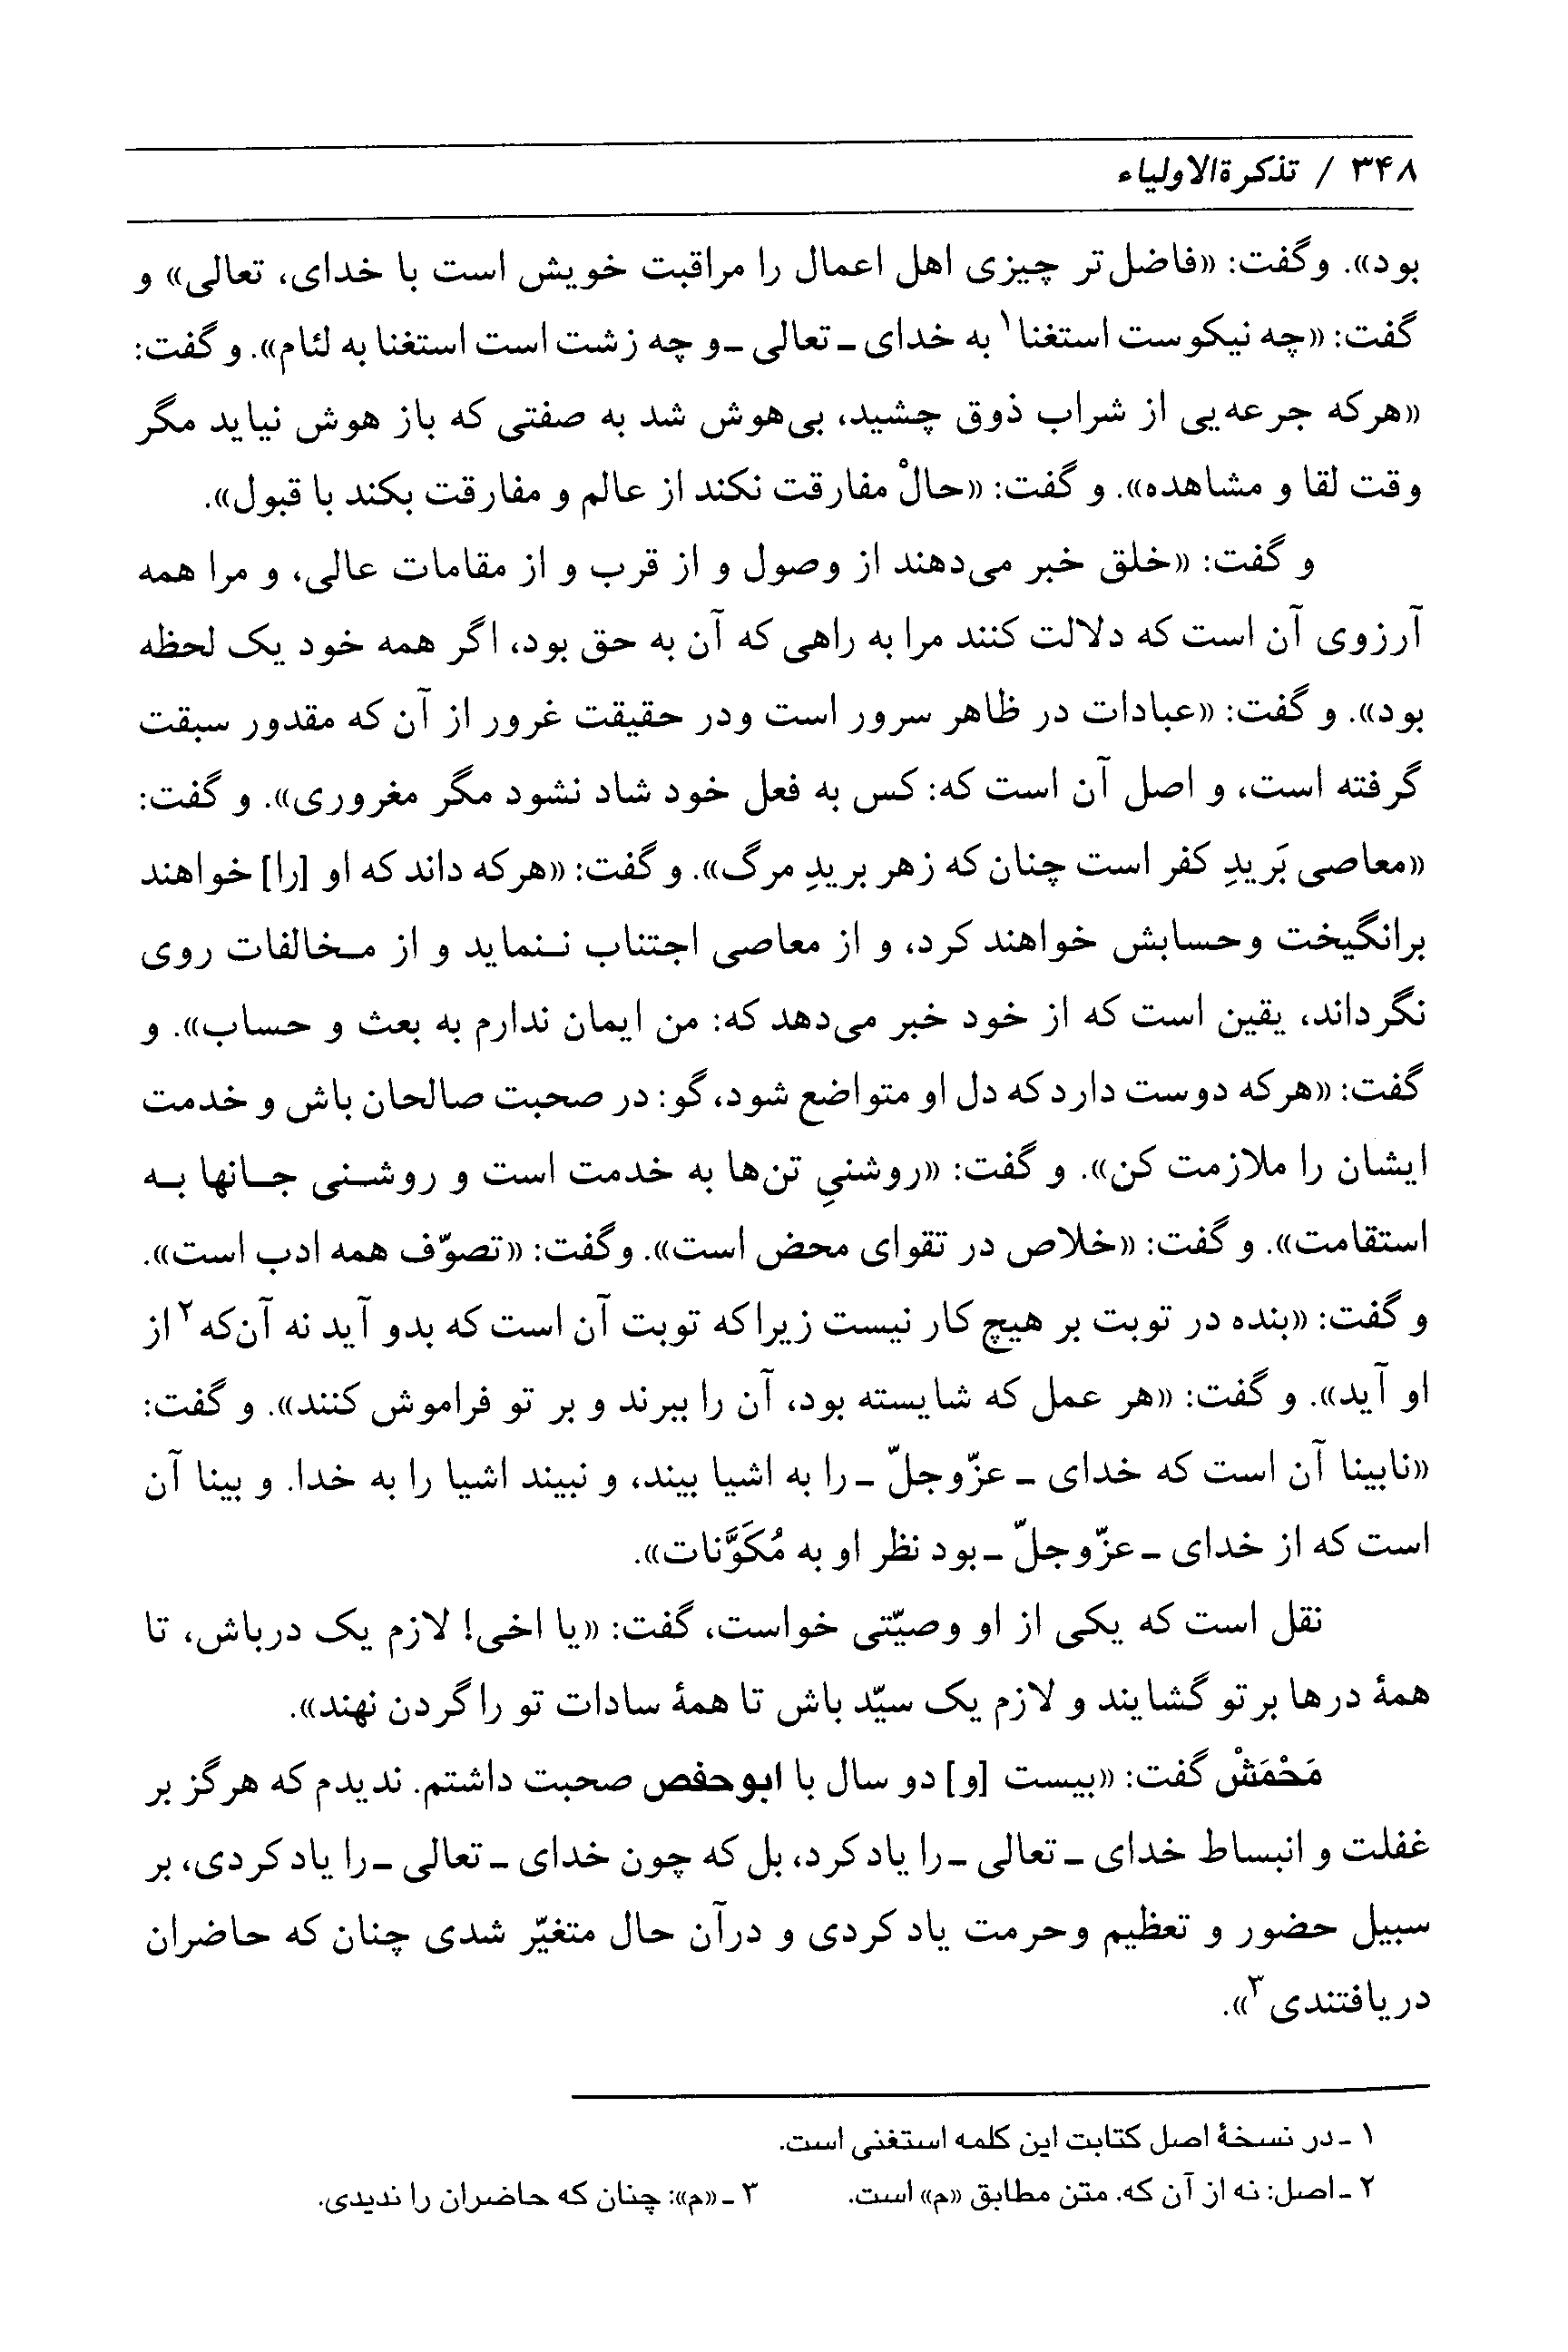 ۳۴۸ / تذکرةالاولیاء
بود». وگفت: «فاضل‌تر چیزی اهل اعمال را مراقبت خویش است با خدای، تعالی» و
گفت: «چه نیکوست استغنا۱ به خدای ـ تعالی ـ و چه زشت است استغنا به لئام». و گفت:
«هرکه جرعه‌یی از شراب ذوق چشید، بی‌هوش شد به صفتی که باز هوش نیاید مگر
وقت لقا و مشاهده». و گفت: «حالْ مفارقت نکند از عالم و مفارقت بکند با قبول».
و گفت: «خلق خبر می‌دهند از وصول و از قرب و از مقامات عالی، و مرا همه
آرزوی آن است که دلالت کنند مرا به راهی که آن به حق بود، اگر همه خود یک لحظه
بود». و گفت: «عبادات در ظاهر سرور است ودر حقیقت غرور از آن که مقدور سبقت
گرفته است، و اصل آن است که: کس به فعل خود شاد نشود مگر مغروری». و گفت:
«معاصی بَریدِ کفر است چنان که زهر بریدِ مرگ». و گفت: «هرکه داند که او [را] خواهند
برانگیخت وحسابش خواهند کرد، و از معاصی اجتناب نـنماید و از مـخالفات روی
نگرداند، یقین است که از خود خبر می‌دهد که: من ایمان ندارم به بعث و حساب». و
گفت: «هرکه دوست دارد که دل او متواضع شود، گو: در صحبت صالحان باش و خدمت
ایشان را ملازمت کن». و گفت: «روشنیِ تن‌ها به خدمت است و روشـنی جـانها بـه
استقامت». و گفت: «خلاص در تقوای محض است». وگفت: «تصوّف همه ادب است».
و گفت: «بنده در توبت بر هیچ کار نیست زیراکه توبت آن است که بدو آید نه آن‌که۲ از
او آید». و گفت: «هر عمل که شایسته بود، آن را ببرند و بر تو فراموش کنند». و گفت:
«نابینا آن است که خدای ـ عزّوجلّ ـ را به اشیا بیند، و نبیند اشیا را به خدا. و بینا آن
است که از خدای ـ عزّوجلّ ـ بود نظر او به مُکَوَّنات».
نقل است که یکی از او وصیّتی خواست، گفت: «یا اخی! لازم یک درباش، تا
همهٔ درها بر تو گشایند و لازم یک سیّد باش تا همهٔ سادات تو را گردن نهند».
مَحْمَشْ گفت: «بیست [و] دو سال با ابوحفص صحبت داشتم. ندیدم که هرگز بر
غفلت و انبساط خدای ـ تعالی ـ را یاد کرد، بل که چون خدای ـ تعالی ـ را یاد کردی، بر
سبیل حضور و تعظیم وحرمت یاد کردی و درآن حال متغیّر شدی چنان که حاضران
دریافتندی۳».
۱ ـ در نسخهٔ اصل کتابت این کلمه استغنی است.
۲ ـ اصل: نه از آن که. متن مطابق «م» است. ۳ ـ «م»: چنان که حاضران را ندیدی.